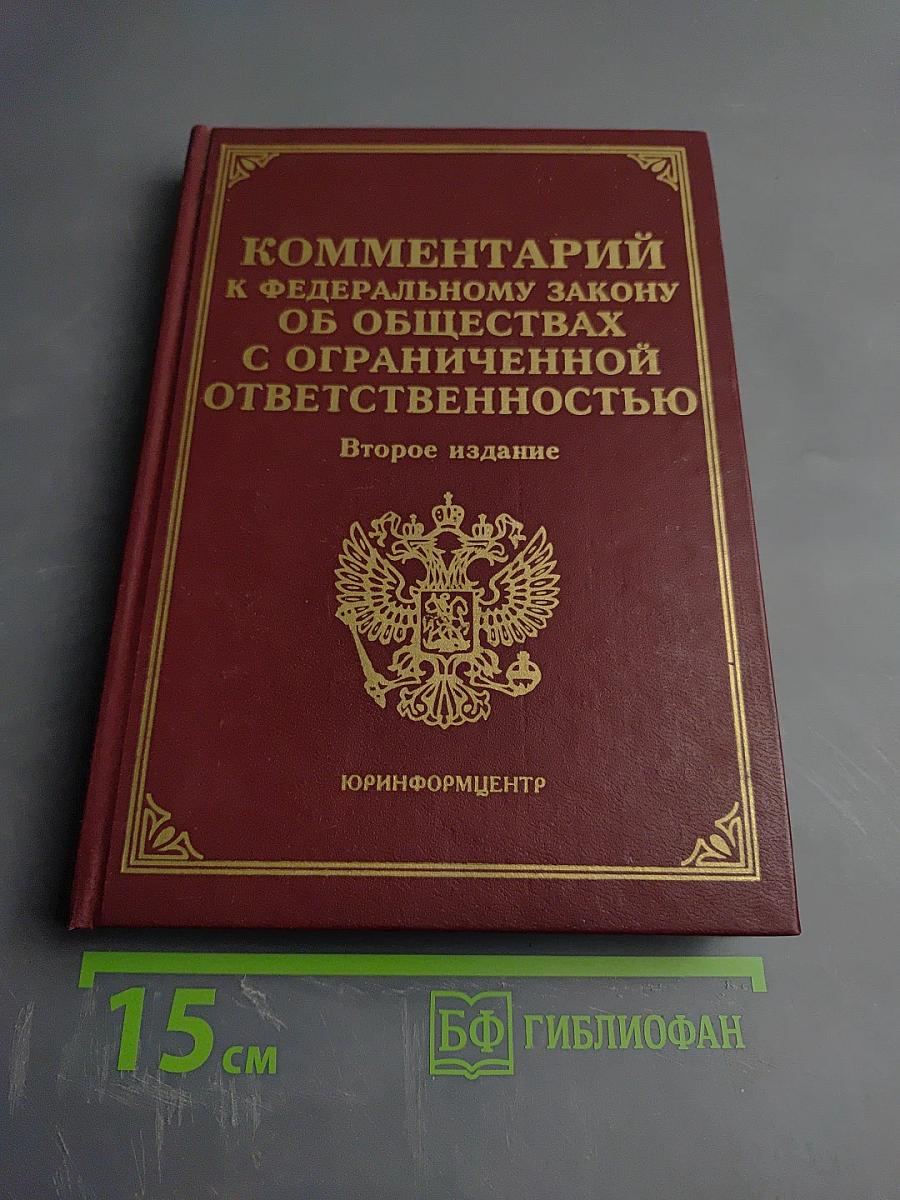 КОММЕНТАРИЙ
К ФЕДЕРАЛЬНОМУ ЗАКОНУ
ОБ ОБЩЕСТВАХ
С ОГРАНИЧЕННОЙ
ОТВЕТСТВЕННОСТЬЮ
Второе издание
ЮРИНФОРМЦЕНТР
15 см
БФ ГИБЛИОФАН